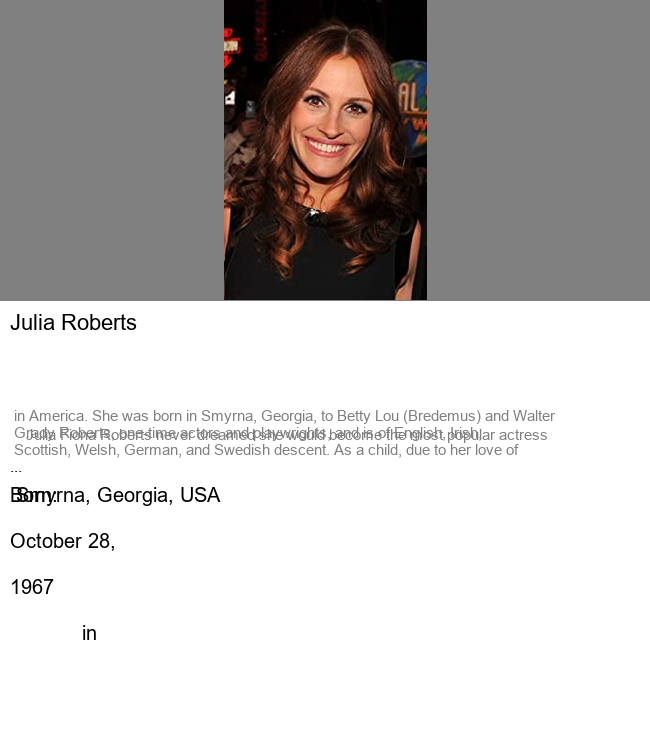 AL
Julia Roberts
Julia Fiona Roberts never dreamed she would become the most popular actress
in America. She was born in Smyrna, Georgia, to Betty Lou (Bredemus) and Walter
Grady Roberts, one-time actors and playwrights, and is of English, Irish,
Scottish, Welsh, German, and Swedish descent. As a child, due to her love of
...
Born:
October 28,
1967
in
Smyrna, Georgia, USA